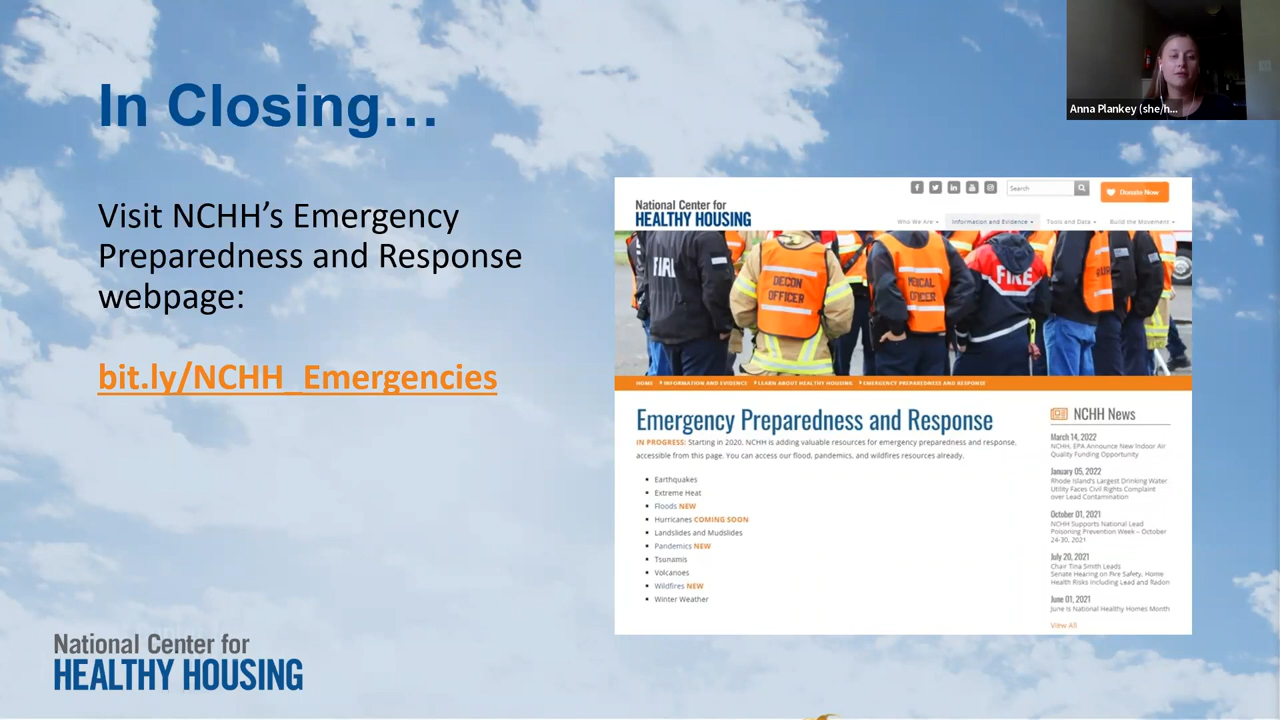 In Closing…
Anna Plankey (she/h...
Visit NCHH’s Emergency
Preparedness and Response
webpage:
bit.ly/NCHH_Emergencies
National Center for
HEALTHY HOUSING
Search
Donate Now
National Center for
HEALTHY HOUSING
Who We Are
Information and Evidence
Tools and Data
Build the Movement
DECON
OFFICER
MEDICAL
OFFICER
FIRE
HOME INFORMATION AND EVIDENCE LEARN ABOUT HEALTHY HOUSING EMERGENCY PREPAREDNESS AND RESPONSE
Emergency Preparedness and Response
IN PROGRESS: Starting in 2020, NCHH is adding valuable resources for emergency preparedness and response,
accessible from this page. You can access our flood, pandemics, and wildfires resources already.
Earthquakes
Extreme Heat
Floods NEW
Hurricanes COMING SOON
Landslides and Mudslides
Pandemics NEW
Tsunamis
Volcanoes
Wildfires NEW
Winter Weather
NCHH News
March 14, 2022
NCHH, EPA Announce New Indoor Air
Quality Funding Opportunity
January 05, 2022
Rhode Island's Largest Drinking Water
Utility Faces Civil Rights Complaint
over Lead Contamination
October 01, 2021
NCHH Supports National Lead
Poisoning Prevention Week – October
24-30, 2021
July 20, 2021
Chair Tina Smith Leads
Senate Hearing on Fire Safety, Home
Health Risks Including Lead and Radon
June 01, 2021
June Is National Healthy Homes Month
View All